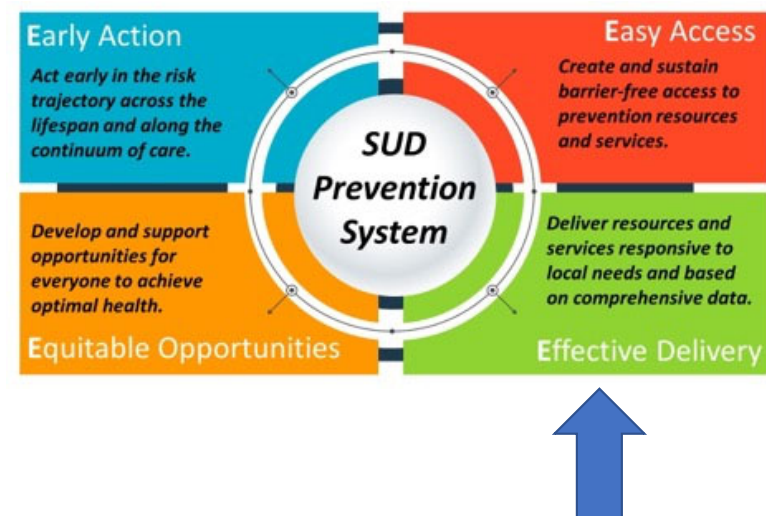 Early Action
Act early in the risk
trajectory across the
lifespan and along the
continuum of care.
Easy Access
Create and sustain
barrier-free access to
prevention resources
and services.
SUD
Prevention
System
Develop and support
opportunities for
everyone to achieve
optimal health.
Equitable Opportunities
Deliver resources and
services responsive to
local needs and based
on comprehensive data.
Effective Delivery